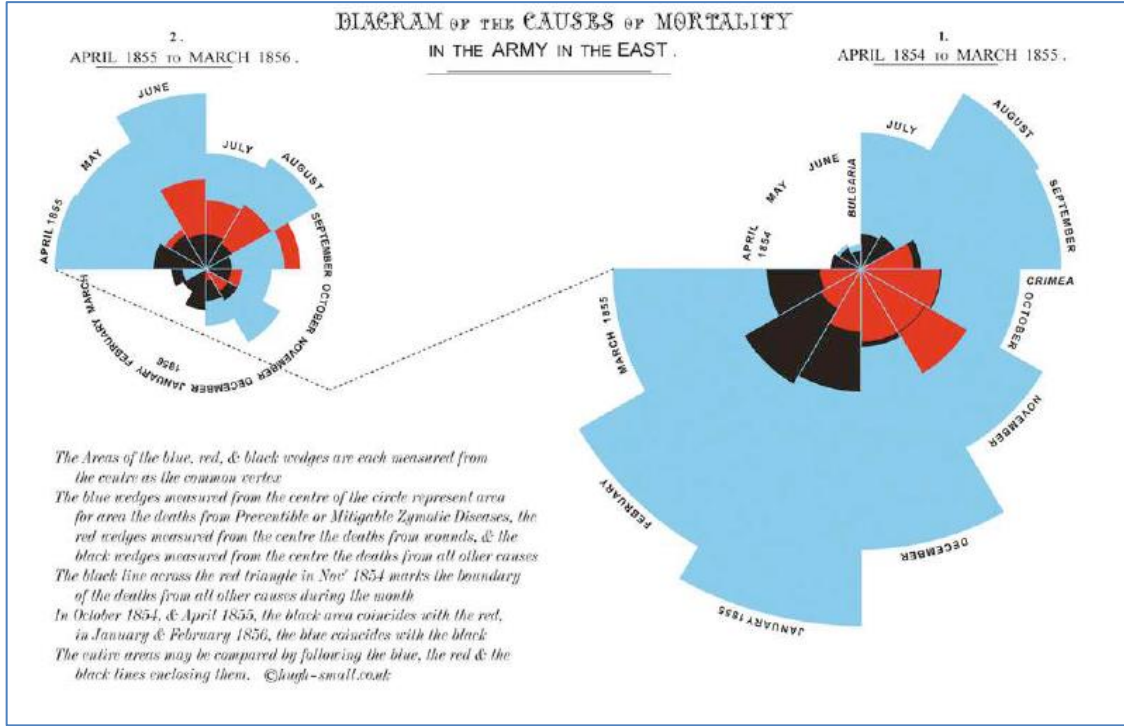 DIAGRAM OF THE CAUSES OF MORTALITY
IN THE ARMY IN THE EAST.
2.
APRIL 1855 TO MARCH 1856.
1.
APRIL 1854 TO MARCH 1855.
APRIL 1855
MAY
JUNE
JULY
AUGUST
SEPTEMBER
OCTOBER
NOVEMBER
DECEMBER
JANUARY
1856
FEBRUARY
MARCH
APRIL
1854
MAY
JUNE
BULGARIA
JULY
AUGUST
SEPTEMBER
CRIMEA
OCTOBER
NOVEMBER
DECEMBER
JANUARY 1855
FEBRUARY
MARCH 1855
The Areas of the blue, red, & black wedges are each measured from
the centre as the common vertex
The blue wedges measured from the centre of the circle represent area
for area the deaths from Preventible or Mitigable Zymotic Diseases, the
red wedges measured from the centre the deaths from wounds, & the
black wedges measured from the centre the deaths from all other causes
The black line across the red triangle in Nov' 1854 marks the boundary
of the deaths from all other causes during the month
In October 1854, & April 1855, the black area coincides with the red,
in January & February 1856, the blue coincides with the black
The entire areas may be compared by following the blue, the red & the
black lines enclosing them. ©hugh-small.co.uk